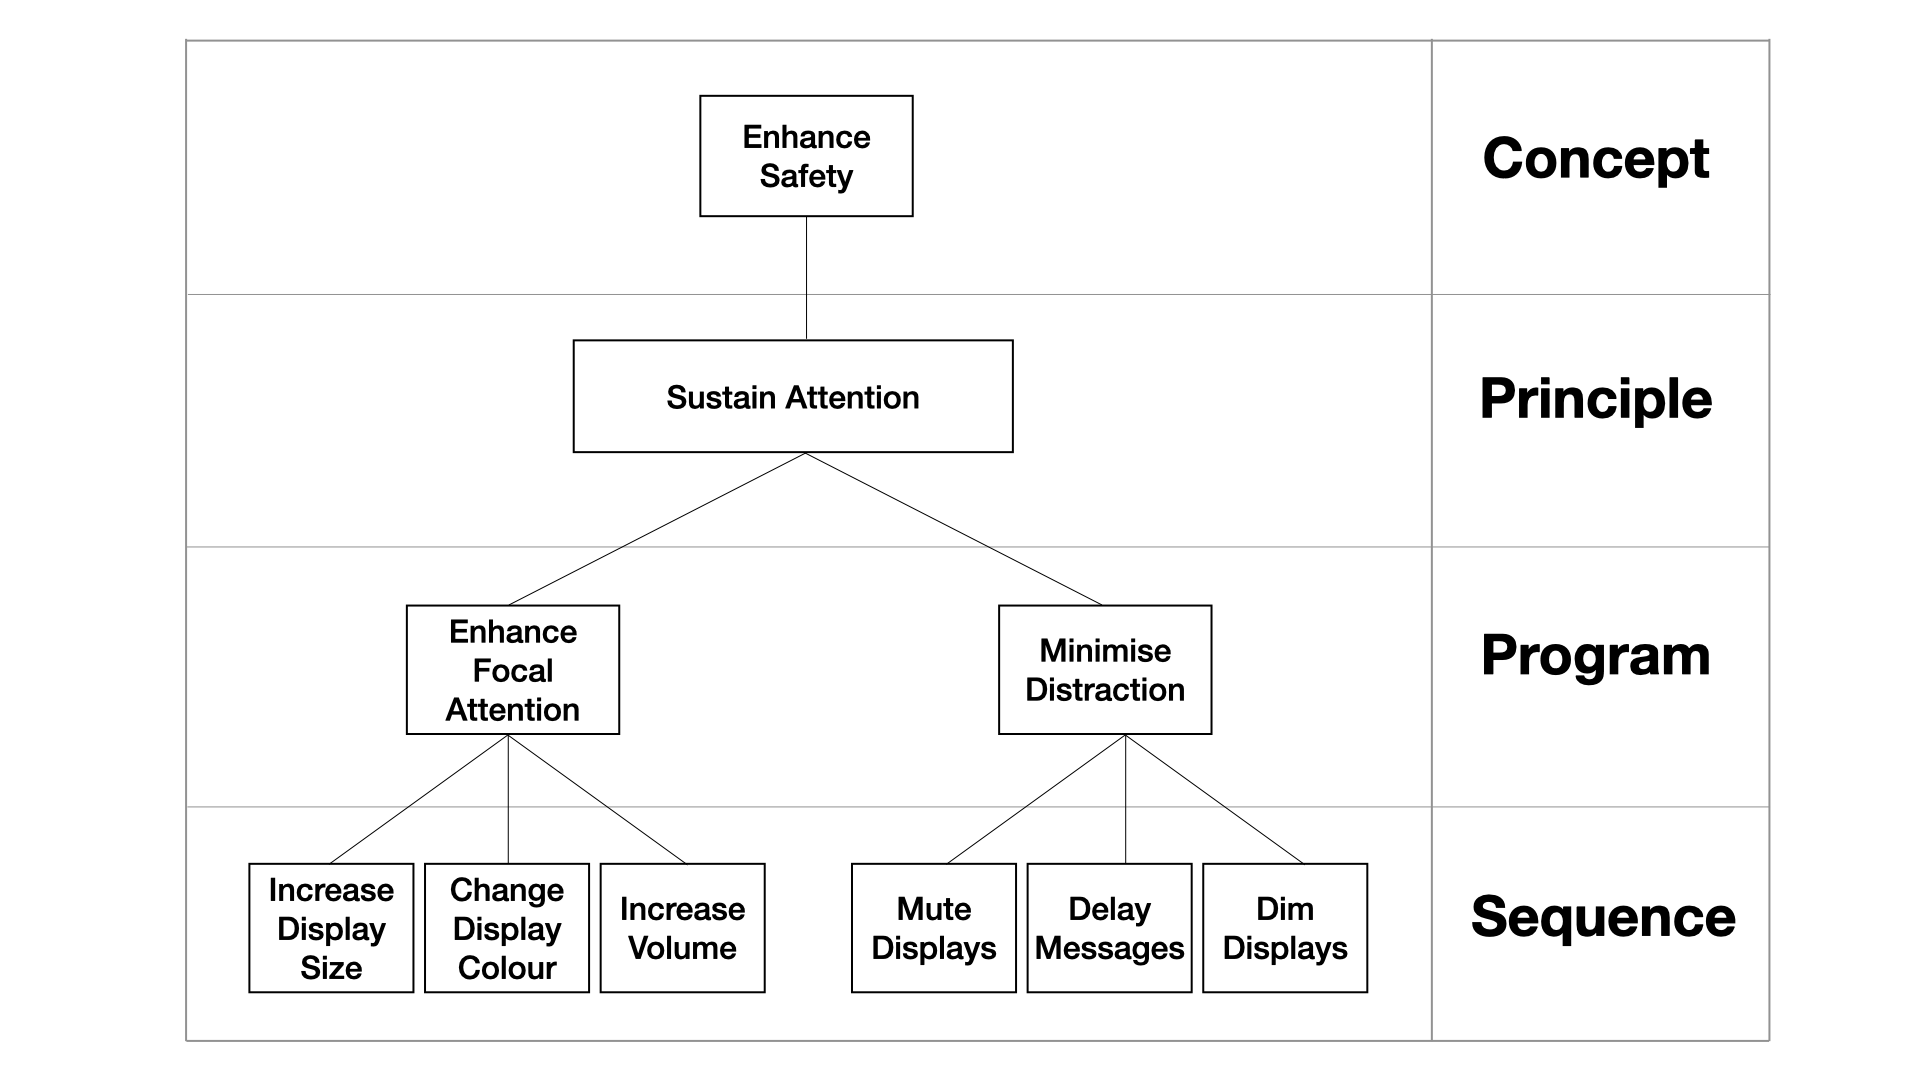 Enhance
Safety
Concept
Sustain Attention
Principle
Enhance
Focal
Attention
Minimise
Distraction
Program
Increase
Display
Size
Change
Display
Colour
Increase
Volume
Mute
Displays
Delay
Messages
Dim
Displays
Sequence